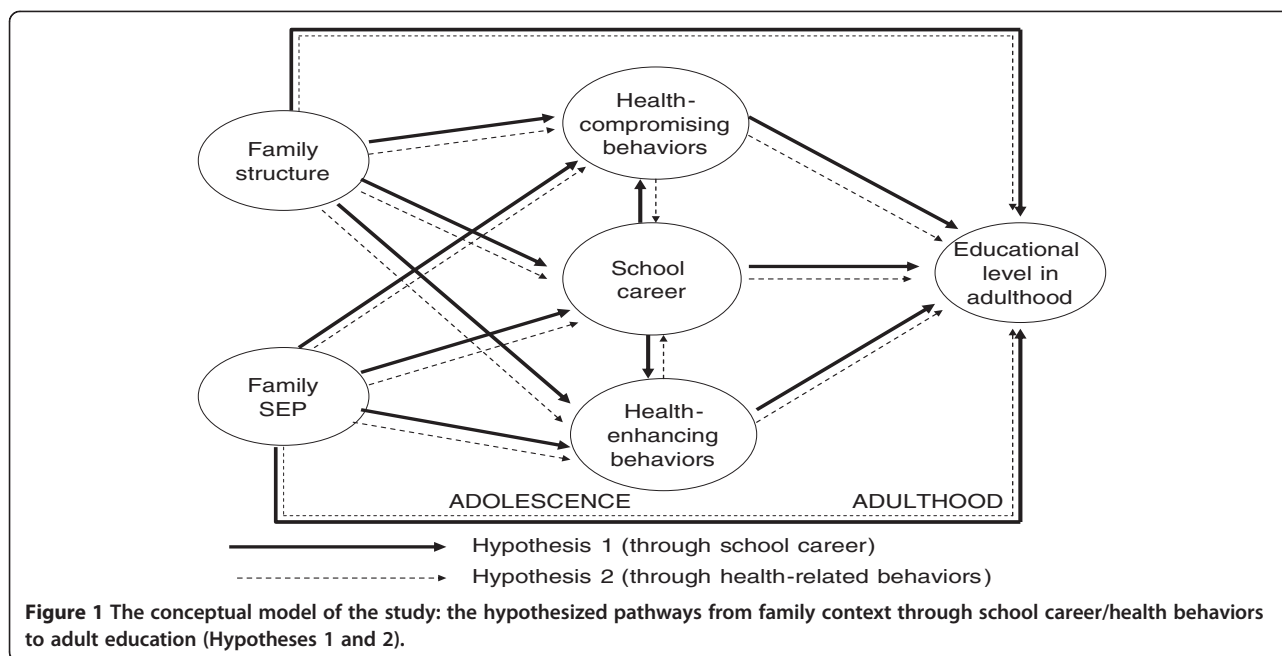 Health-
compromising
behaviors
Family
structure
School
career
Educational
level in
adulthood
Family
SEP
Health-
enhancing
behaviors
ADOLESCENCE
ADULTHOOD
Hypothesis 1 (through school career)
Hypothesis 2 (through health-related behaviors)
Figure 1 The conceptual model of the study: the hypothesized pathways from family context through school career/health behaviors
to adult education (Hypotheses 1 and 2).